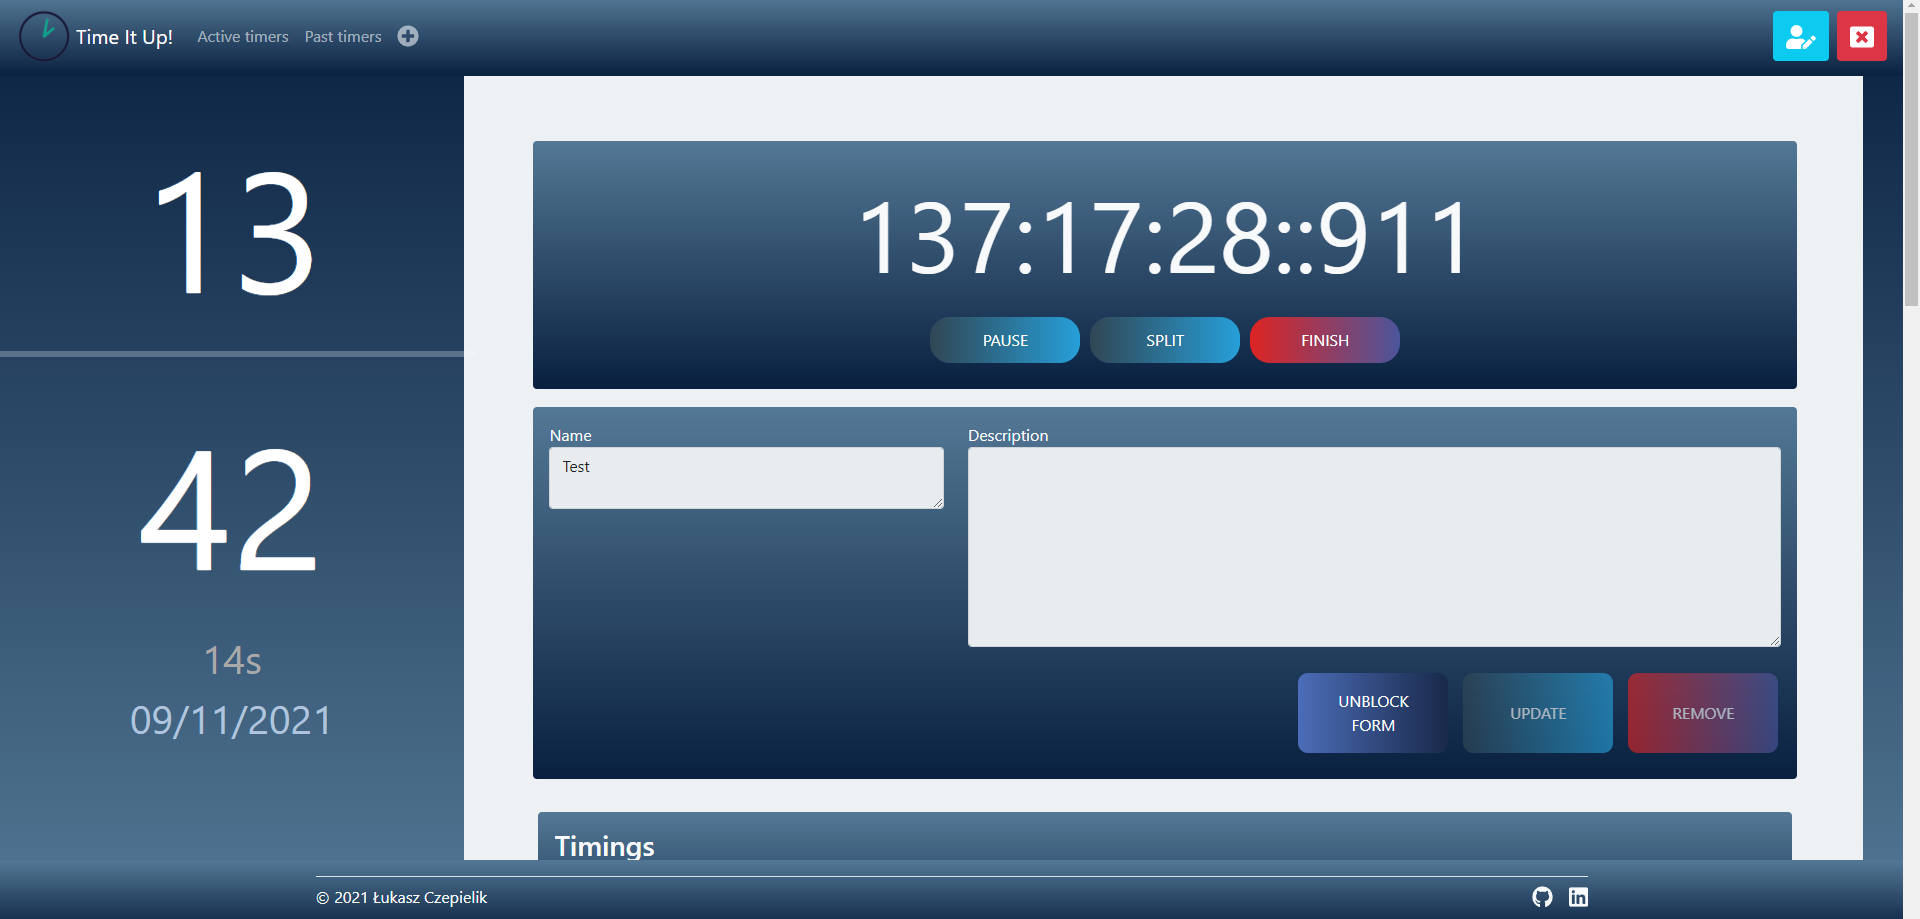 Time It Up!
Active timers
Past timers
13
42
14s
09/11/2021
137:17:28::911
PAUSE
SPLIT
FINISH
Name
Test
Description
UNBLOCK
FORM
UPDATE
REMOVE
Timings
© 2021 Łukasz Czepielik